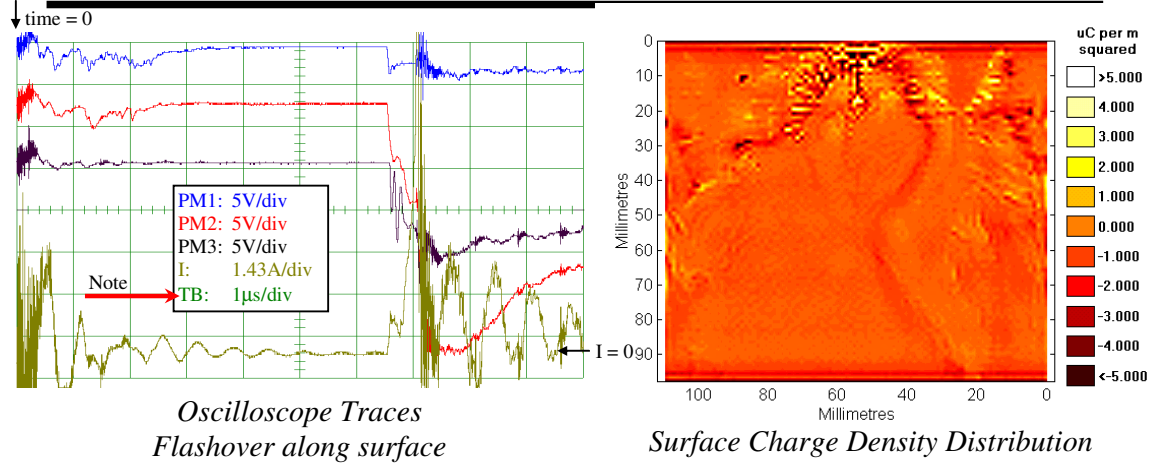 time = 0
PM1: 5V/div
PM2: 5V/div
PM3: 5V/div
I: 1.43A/div
TB: 1µs/div
Note
I = 0
Oscilloscope Traces
Flashover along surface
uC per m
squared
>5.000
4.000
3.000
2.000
1.000
0.000
-1.000
-2.000
-3.000
-4.000
<-5.000
Millimetres
0
10
20
30
40
50
60
70
80
90
100 80 60 40 20 0
Millimetres
Surface Charge Density Distribution